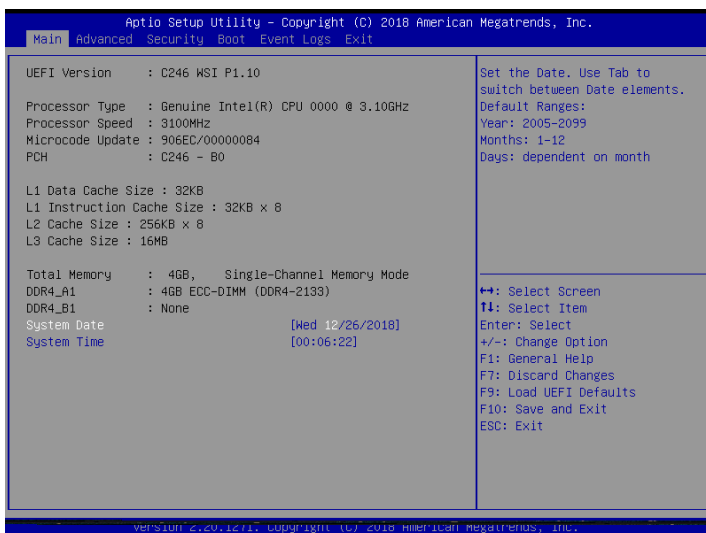 Aptio Setup Utility – Copyright (C) 2018 American Megatrends, Inc.
Main Advanced Security Boot Event Logs Exit
UEFI Version : C246 WSI P1.10
Processor Type : Genuine Intel(R) CPU 0000 @ 3.10GHz
Processor Speed : 3100MHz
Microcode Update : 906EC/00000084
PCH : C246 - B0
L1 Data Cache Size : 32KB
L1 Instruction Cache Size : 32KB x 8
L2 Cache Size : 256KB x 8
L3 Cache Size : 16MB
Total Memory : 4GB, Single-Channel Memory Mode
DDR4_A1 : 4GB ECC-DIMM (DDR4-2133)
DDR4_B1 : None
System Date [Wed 12/26/2018]
System Time [00:06:22]
Set the Date. Use Tab to
switch between Date elements.
Default Ranges:
Year: 2005-2099
Months: 1-12
Days: dependent on month
↔: Select Screen
↑↓: Select Item
Enter: Select
+/-: Change Option
F1: General Help
F7: Discard Changes
F9: Load UEFI Defaults
F10: Save and Exit
ESC: Exit
Version 2.20.1271. Copyright (C) 2018 American Megatrends, Inc.